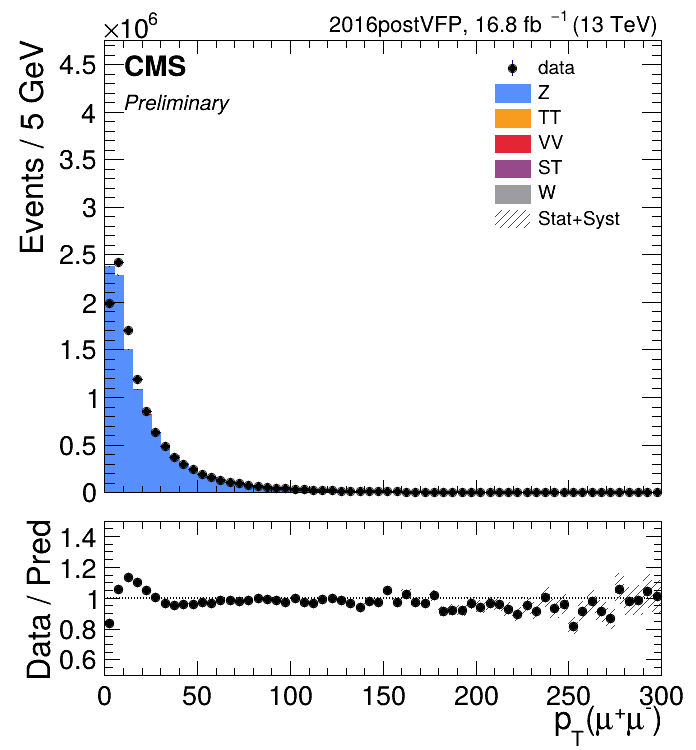 ×10⁶
2016postVFP, 16.8 fb ⁻¹ (13 TeV)
CMS
Preliminary
Events / 5 GeV
4.5
4
3.5
3
2.5
2
1.5
1
0.5
0
data
Z
TT
VV
ST
W
Stat+Syst
Data / Pred
1.4
1.2
1
0.8
0.6
0 50 100 150 200 250 300
p_T(μ⁺μ⁻)